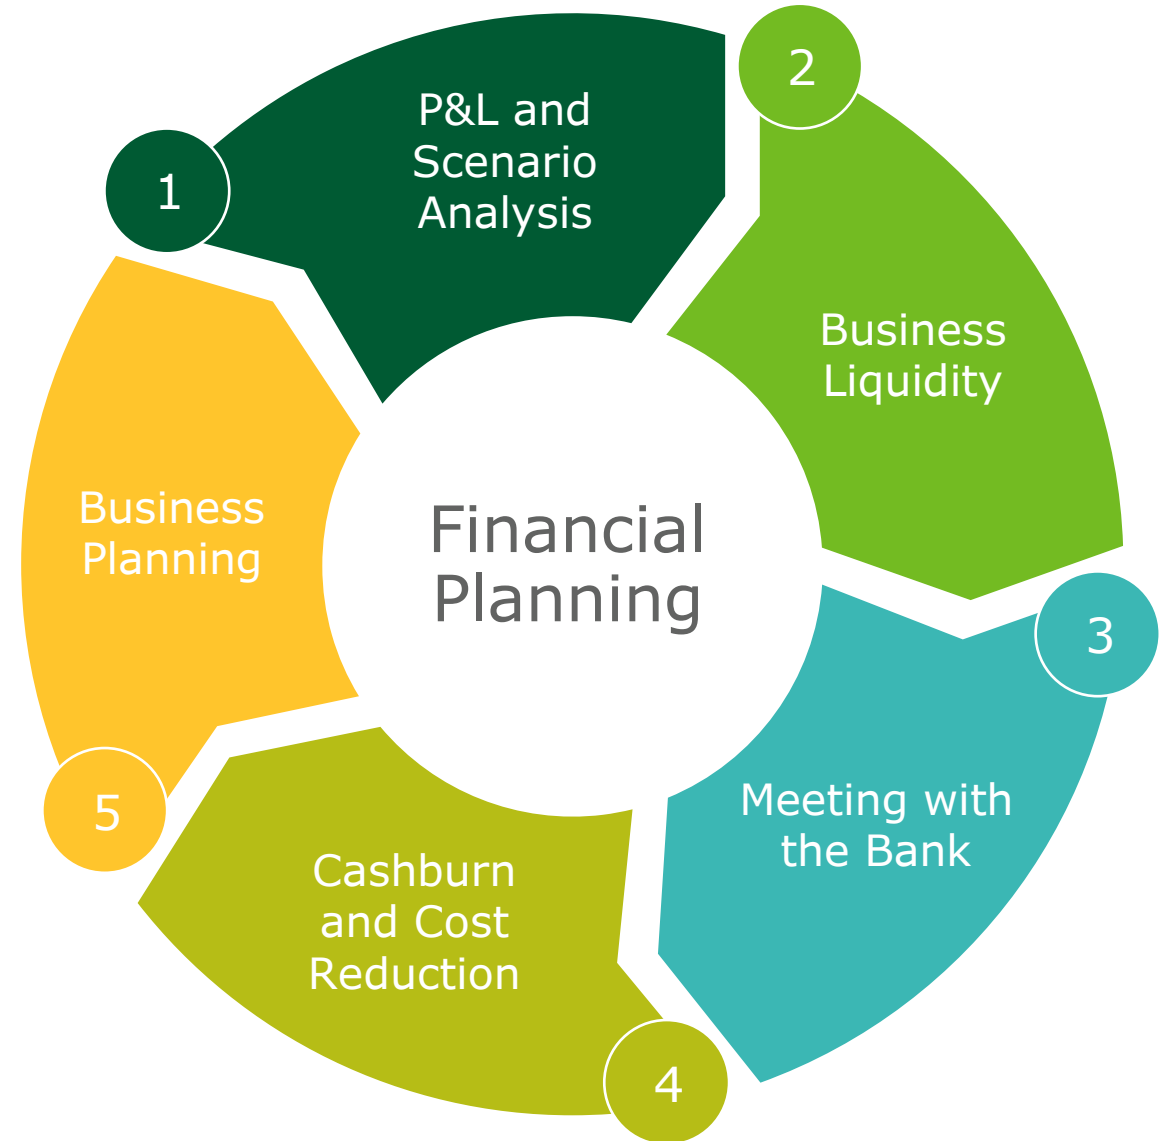 Financial
Planning
1
P&L and
Scenario
Analysis
2
Business
Liquidity
3
Meeting with
the Bank
4
Cashburn
and Cost
Reduction
5
Business
Planning